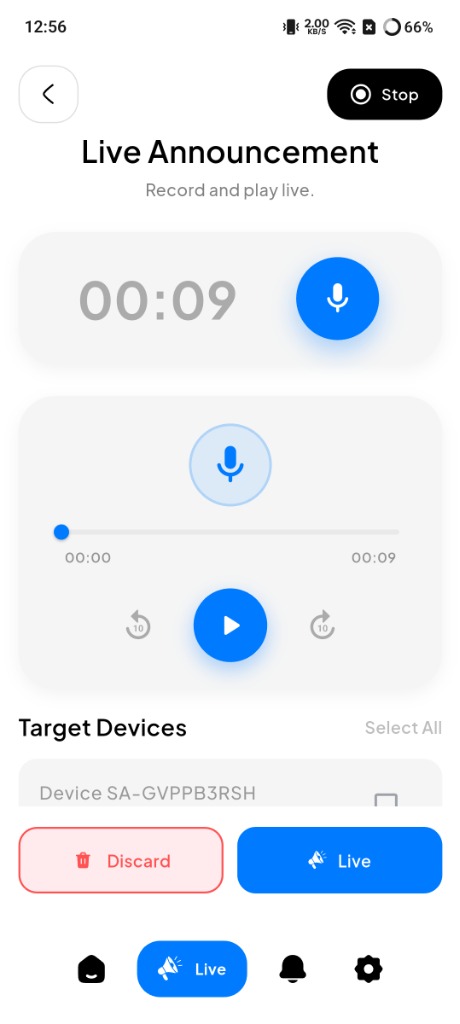 12:56
2.00
KB/S
66%
Stop
Live Announcement
Record and play live.
00:09
00:00
00:09
10
10
Target Devices
Select All
Device SA-GVPPB3RSH
Discard
Live
Live